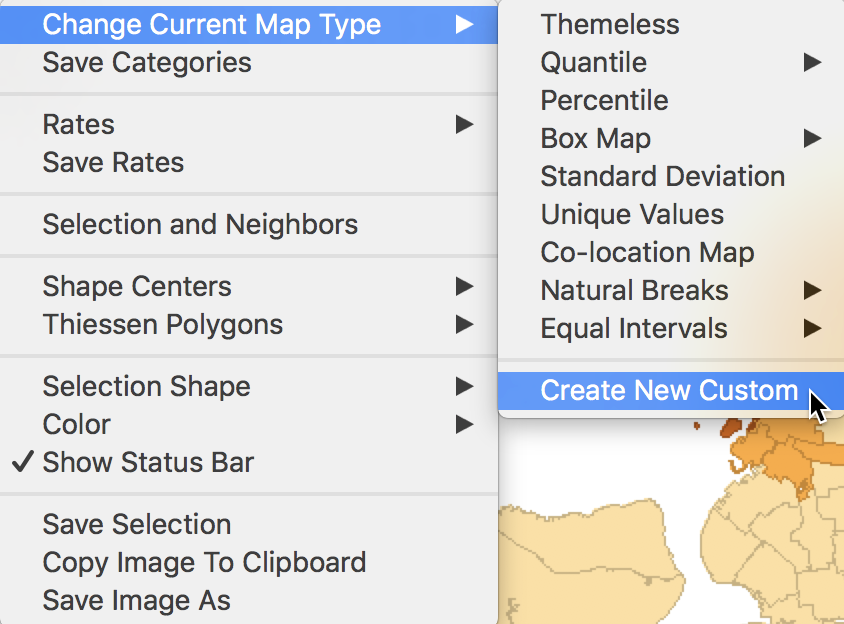 Change Current Map Type
Save Categories
Rates
Save Rates
Selection and Neighbors
Shape Centers
Thiessen Polygons
Selection Shape
Color
Show Status Bar
Save Selection
Copy Image To Clipboard
Save Image As
Themeless
Quantile
Percentile
Box Map
Standard Deviation
Unique Values
Co-location Map
Natural Breaks
Equal Intervals
Create New Custom